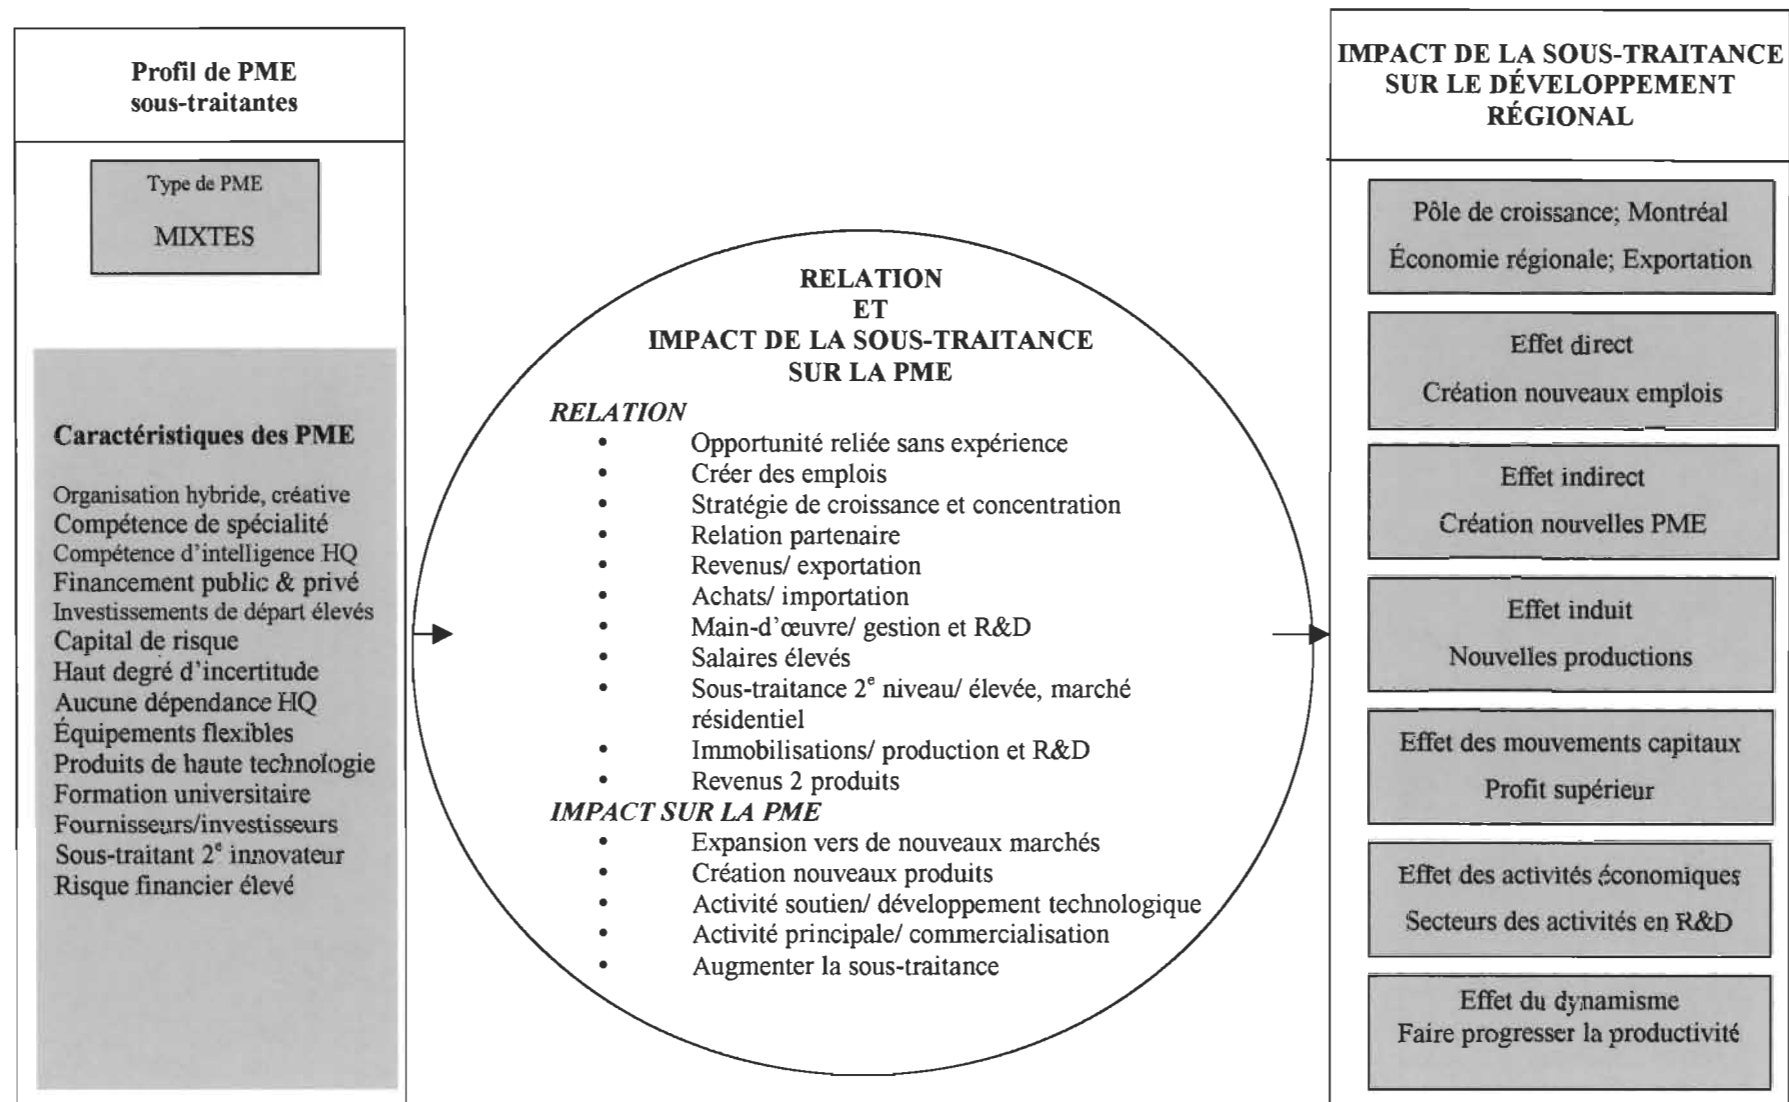 Profil de PME
sous-traitantes
Type de PME
MIXTES
Caractéristiques des PME
Organisation hybride, créative
Compétence de spécialité
Compétence d'intelligence HQ
Financement public & privé
Investissements de départ élevés
Capital de risque
Haut degré d'incertitude
Aucune dépendance HQ
Équipements flexibles
Produits de haute technologie
Formation universitaire
Fournisseurs/investisseurs
Sous-traitant 2e innovateur
Risque financier élevé
RELATION
ET
IMPACT DE LA SOUS-TRAITANCE
SUR LA PME
RELATION
• Opportunité reliée sans expérience
• Créer des emplois
• Stratégie de croissance et concentration
• Relation partenaire
• Revenus/ exportation
• Achats/ importation
• Main-d'œuvre/ gestion et R&D
• Salaires élevés
• Sous-traitance 2e niveau/ élevée, marché
résidentiel
• Immobilisations/ production et R&D
• Revenus 2 produits
IMPACT SUR LA PME
• Expansion vers de nouveaux marchés
• Création nouveaux produits
• Activité soutien/ développement technologique
• Activité principale/ commercialisation
• Augmenter la sous-traitance
IMPACT DE LA SOUS-TRAITANCE
SUR LE DÉVELOPPEMENT
RÉGIONAL
Pôle de croissance; Montréal
Économie régionale; Exportation
Effet direct
Création nouveaux emplois
Effet indirect
Création nouvelles PME
Effet induit
Nouvelles productions
Effet des mouvements capitaux
Profit supérieur
Effet des activités économiques
Secteurs des activités en R&D
Effet du dynamisme
Faire progresser la productivité